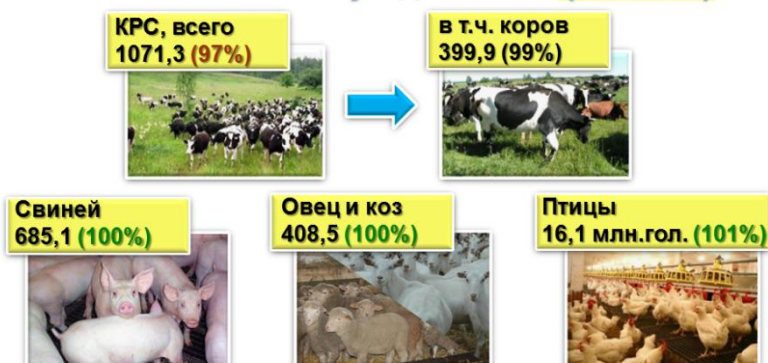 КРС, всего
1071,3 (97%)
в т.ч. коров
399,9 (99%)
Свиней
685,1 (100%)
Овец и коз
408,5 (100%)
Птицы
16,1 млн.гол. (101%)